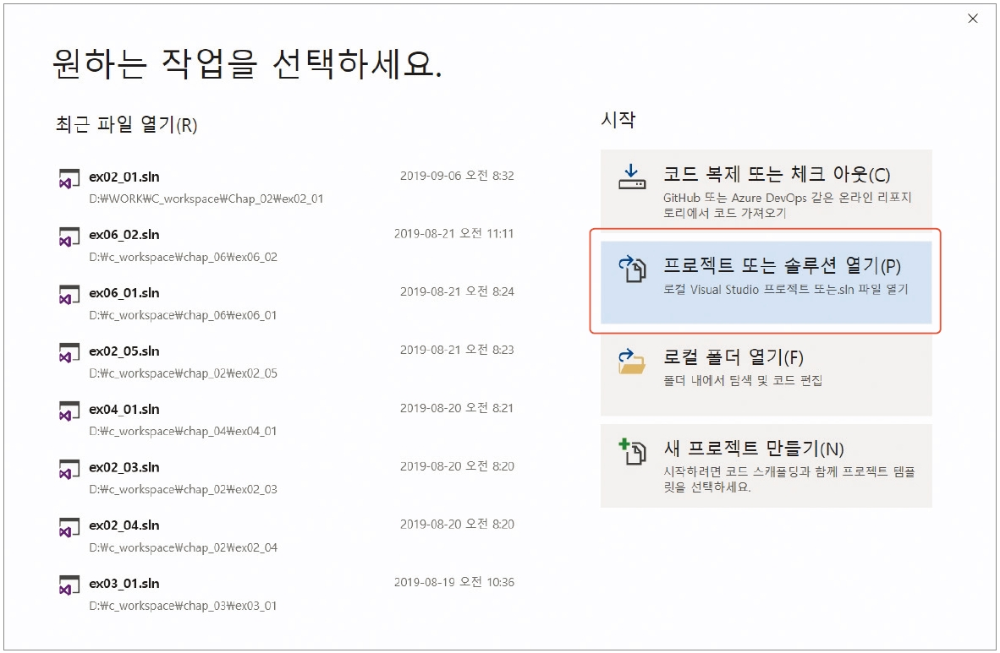 원하는 작업을 선택하세요.
최근 파일 열기(R)
ex02_01.sln
2019-09-06 오전 8:32
D:₩WORK₩C_workspace₩Chap_02₩ex02_01
ex06_02.sln
2019-08-21 오전 11:11
D:₩c_workspace₩chap_06₩ex06_02
ex06_01.sln
2019-08-21 오전 8:24
D:₩c_workspace₩chap_06₩ex06_01
ex02_05.sln
2019-08-21 오전 8:23
D:₩c_workspace₩chap_02₩ex02_05
ex04_01.sln
2019-08-20 오전 8:21
D:₩c_workspace₩chap_04₩ex04_01
ex02_03.sln
2019-08-20 오전 8:20
D:₩c_workspace₩chap_02₩ex02_03
ex02_04.sln
2019-08-20 오전 8:20
D:₩c_workspace₩chap_02₩ex02_04
ex03_01.sln
2019-08-19 오전 10:36
D:₩c_workspace₩chap_03₩ex03_01
시작
코드 복제 또는 체크 아웃(C)
GitHub 또는 Azure DevOps 같은 온라인 리포지
토리에서 코드 가져오기
프로젝트 또는 솔루션 열기(P)
로컬 Visual Studio 프로젝트 또는.sln 파일 열기
로컬 폴더 열기(F)
폴더 내에서 탐색 및 코드 편집
새 프로젝트 만들기(N)
시작하려면 코드 스캐폴딩과 함께 프로젝트 템플
릿을 선택하세요.